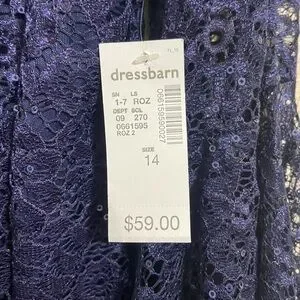 dressbarn
SN LS
1-7 ROZ
DEPT SCL
09 270
0661595
ROZ 2
SIZE
14
$59.00